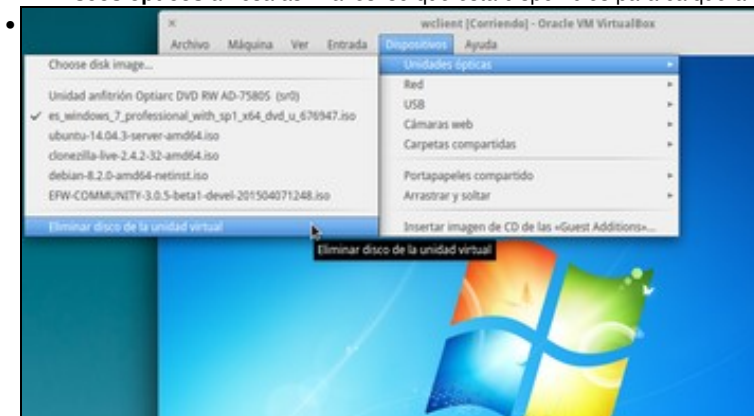 wclient [Corriendo] - Oracle VM VirtualBox
Archivo Máquina Ver Entrada Dispositivos Ayuda
Choose disk image...
Unidad anfitrión Optiarc DVD RW AD-7580S (sr0)
es_windows_7_professional_with_sp1_x64_dvd_u_676947.iso
ubuntu-14.04.3-server-amd64.iso
clonezilla-live-2.4.2-32-amd64.iso
debian-8.2.0-amd64-netinst.iso
EFW-COMMUNITY-3.0.5-beta1-devel-201504071248.iso
Eliminar disco de la unidad virtual
Unidades ópticas
Red
USB
Cámaras web
Carpetas compartidas
Portapapeles compartido
Arrastrar y soltar
Insertar imagen de CD de las «Guest Additions»...
Eliminar disco de la unidad virtual